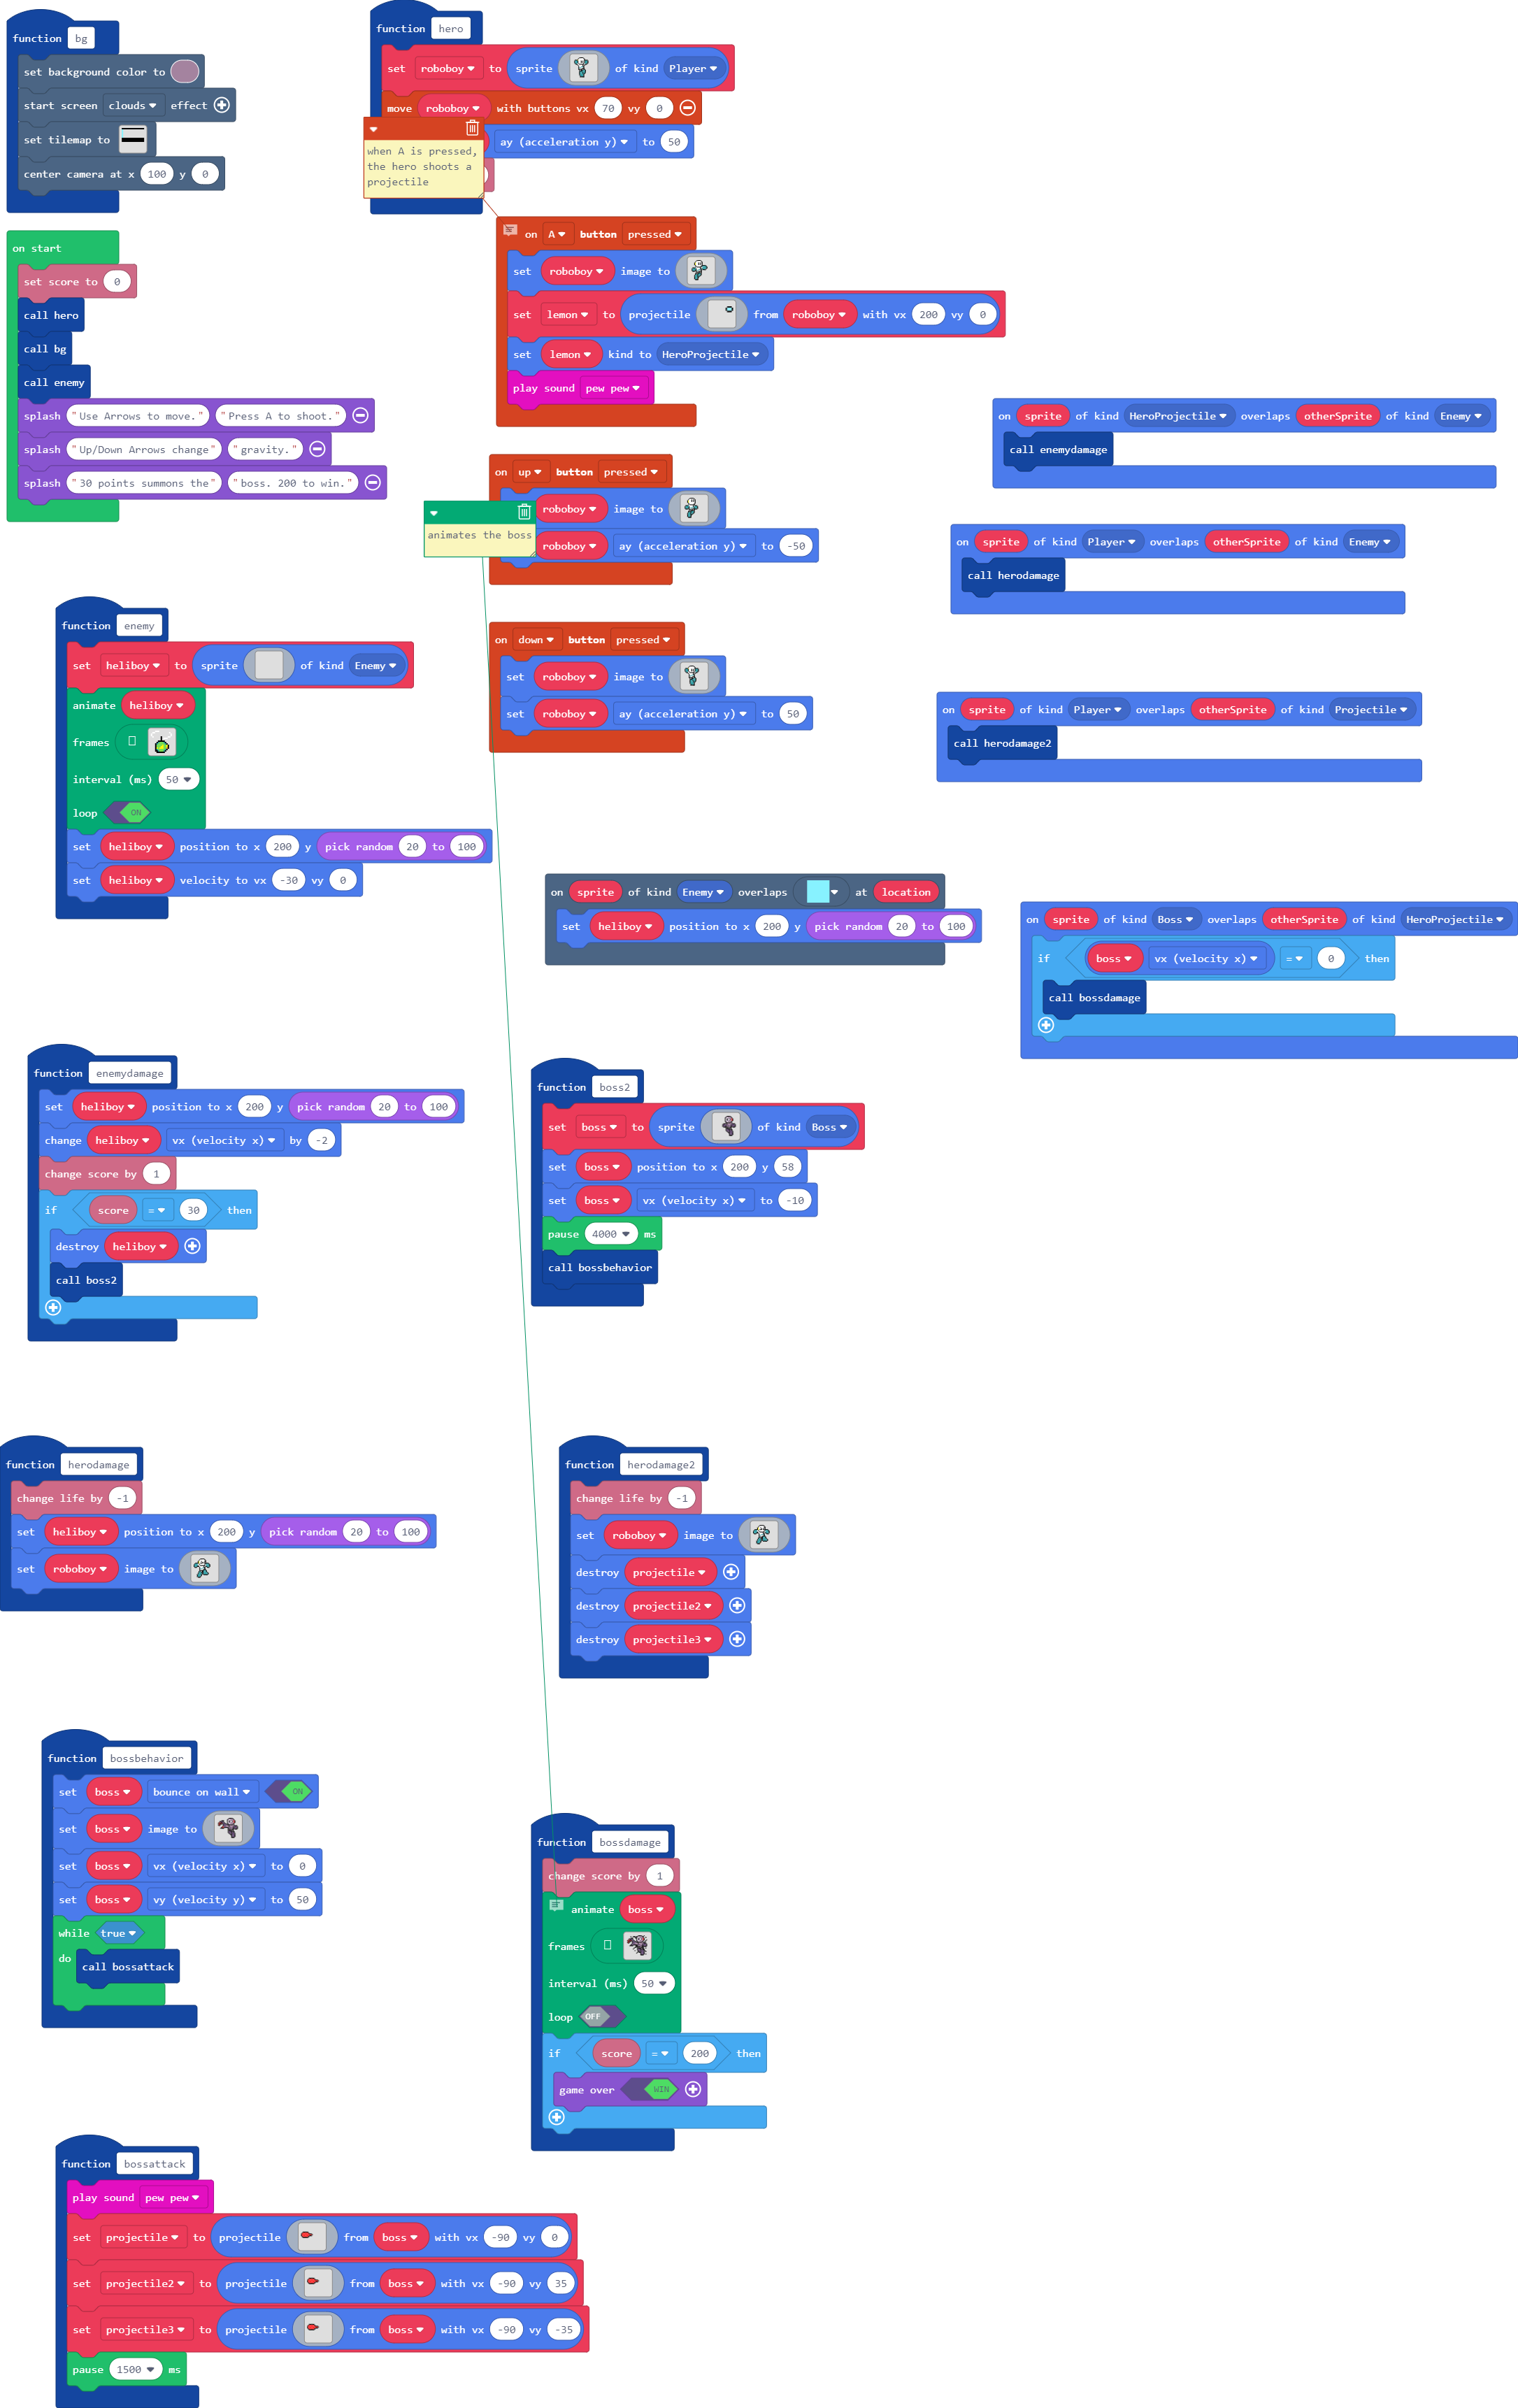 function bg
set background color to
start screen clouds effect
set tilemap to
center camera at x 100 y 0
on start
set score to 0
call hero
call bg
call enemy
splash "Use Arrows to move." "Press A to shoot."
splash "Up/Down Arrows change" "gravity."
splash "30 points summons the" "boss. 200 to win."
function hero
set roboboy to sprite of kind Player
move roboboy with buttons vx 70 vy 0
ay (acceleration y) to 50
when A is pressed,
the hero shoots a
projectile
on A button pressed
set roboboy image to
set lemon to projectile from roboboy with vx 200 vy 0
set lemon kind to HeroProjectile
play sound pew pew
on up button pressed
roboboy image to
roboboy ay (acceleration y) to -50
animates the boss
on down button pressed
set roboboy image to
set roboboy ay (acceleration y) to 50
on sprite of kind HeroProjectile overlaps otherSprite of kind Enemy
call enemydamage
on sprite of kind Player overlaps otherSprite of kind Enemy
call herodamage
on sprite of kind Player overlaps otherSprite of kind Projectile
call herodamage2
function enemy
set heliboy to sprite of kind Enemy
animate heliboy
frames
interval (ms) 50
loop ON
set heliboy position to x 200 y pick random 20 to 100
set heliboy velocity to vx -30 vy 0
on sprite of kind Enemy overlaps at location
set heliboy position to x 200 y pick random 20 to 100
on sprite of kind Boss overlaps otherSprite of kind HeroProjectile
if boss vx (velocity x) = 0 then
call bossdamage
function enemydamage
set heliboy position to x 200 y pick random 20 to 100
change heliboy vx (velocity x) by -2
change score by 1
if score = 30 then
destroy heliboy
call boss2
function boss2
set boss to sprite of kind Boss
set boss position to x 200 y 58
set boss vx (velocity x) to -10
pause 4000 ms
call bossbehavior
function herodamage
change life by -1
set heliboy position to x 200 y pick random 20 to 100
set roboboy image to
function herodamage2
change life by -1
set roboboy image to
destroy projectile
destroy projectile2
destroy projectile3
function bossbehavior
set boss bounce on wall ON
set boss image to
set boss vx (velocity x) to 0
set boss vy (velocity y) to 50
while true
do call bossattack
function bossdamage
change score by 1
animate boss
frames
interval (ms) 50
loop OFF
if score = 200 then
game over WIN
function bossattack
play sound pew pew
set projectile to projectile from boss with vx -90 vy 0
set projectile2 to projectile from boss with vx -90 vy 35
set projectile3 to projectile from boss with vx -90 vy -35
pause 1500 ms